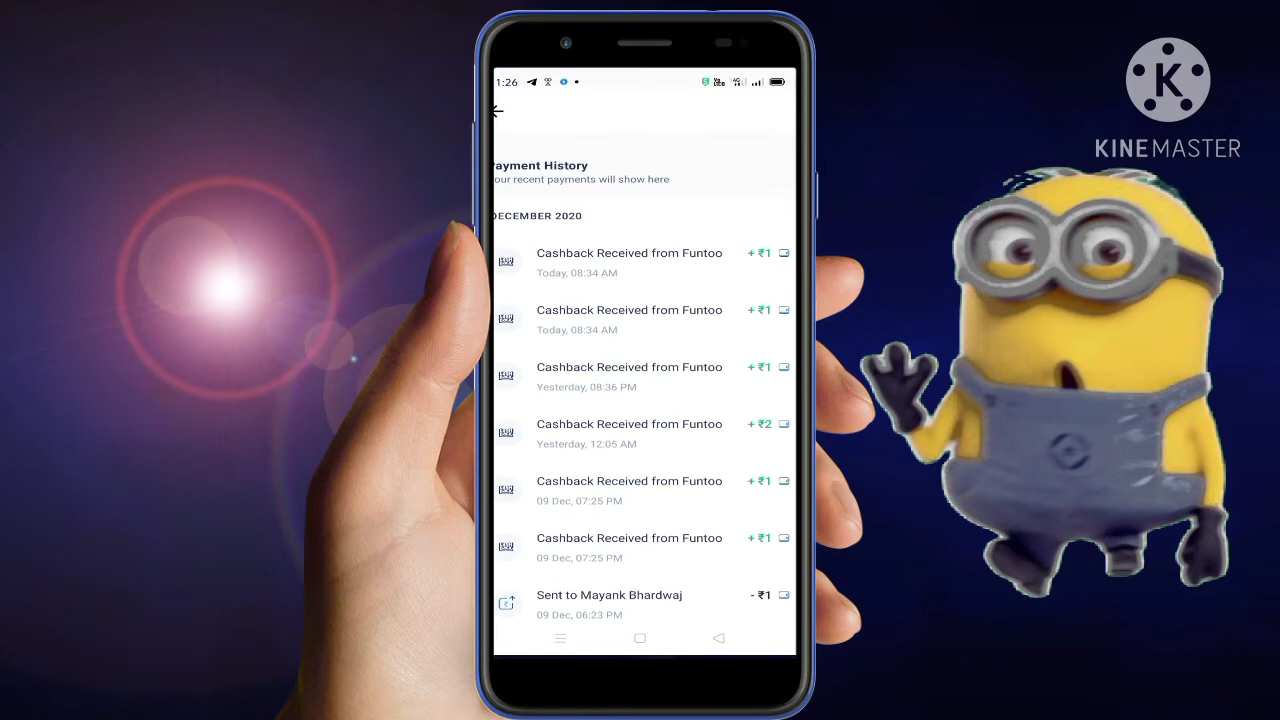 1:26
ayment History
our recent payments will show here
DECEMBER 2020
Cashback Received from Funtoo + ₹1
Today, 08:34 AM
Cashback Received from Funtoo + ₹1
Today, 08:34 AM
Cashback Received from Funtoo + ₹1
Yesterday, 08:36 PM
Cashback Received from Funtoo + ₹2
Yesterday, 12:05 AM
Cashback Received from Funtoo + ₹1
09 Dec, 07:25 PM
Cashback Received from Funtoo + ₹1
09 Dec, 07:25 PM
Sent to Mayank Bhardwaj - ₹1
09 Dec, 06:23 PM
K
KINEMASTER